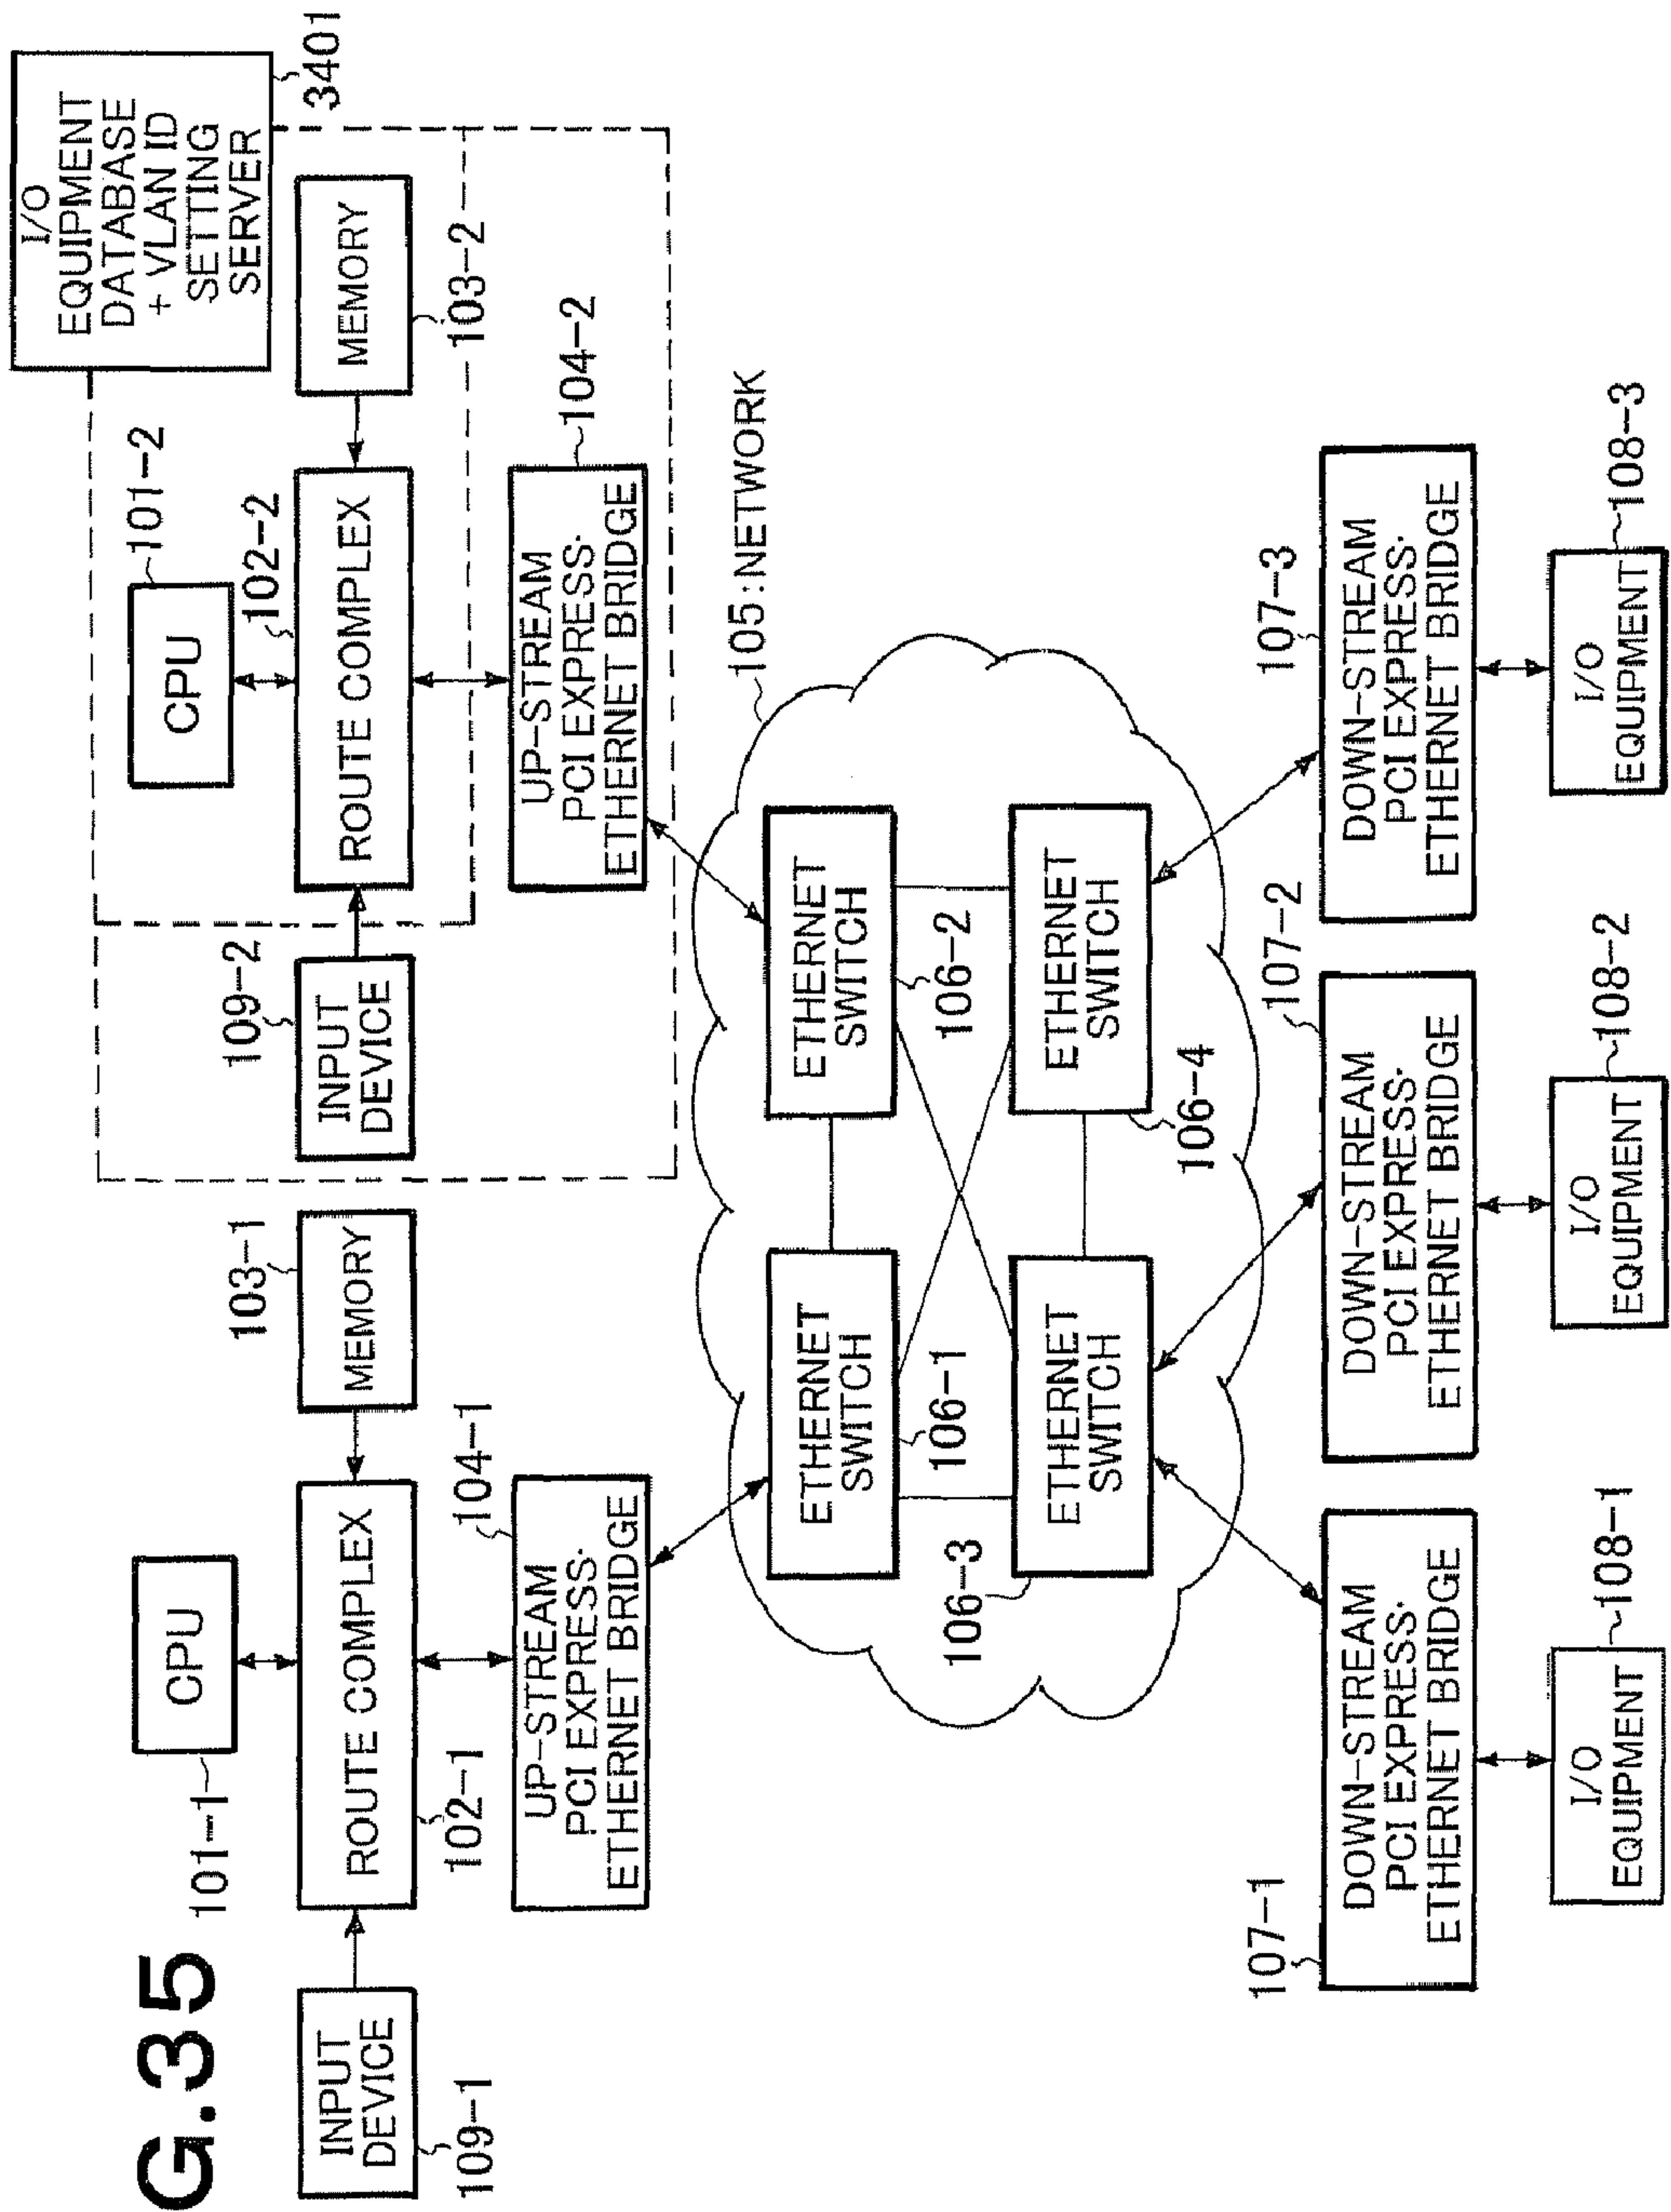 G.35
I/O
EQUIPMENT
DATABASE
+ VLAN ID
SETTING
SERVER
3401
101-1
CPU
CPU
101-2
102-2
109-1
INPUT
DEVICE
102-1
ROUTE COMPLEX
MEMORY
103-1
109-2
INPUT
DEVICE
ROUTE COMPLEX
MEMORY
103-2
104-1
UP-STREAM
PCI EXPRESS·
ETHERNET BRIDGE
UP-STREAM
PCI EXPRESS·
ETHERNET BRIDGE
104-2
105:NETWORK
ETHERNET
SWITCH
106-1
ETHERNET
SWITCH
106-2
106-3
ETHERNET
SWITCH
106-4
ETHERNET
SWITCH
107-1
DOWN-STREAM
PCI EXPRESS·
ETHERNET BRIDGE
107-2
DOWN-STREAM
PCI EXPRESS·
ETHERNET BRIDGE
107-3
DOWN-STREAM
PCI EXPRESS·
ETHERNET BRIDGE
I/O
EQUIPMENT
108-1
I/O
EQUIPMENT
108-2
I/O
EQUIPMENT
108-3